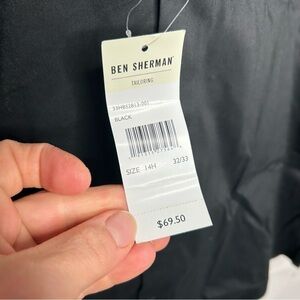 BEN SHERMAN
TAILORING
BLACK
SIZE 14H 32/33
$69.50